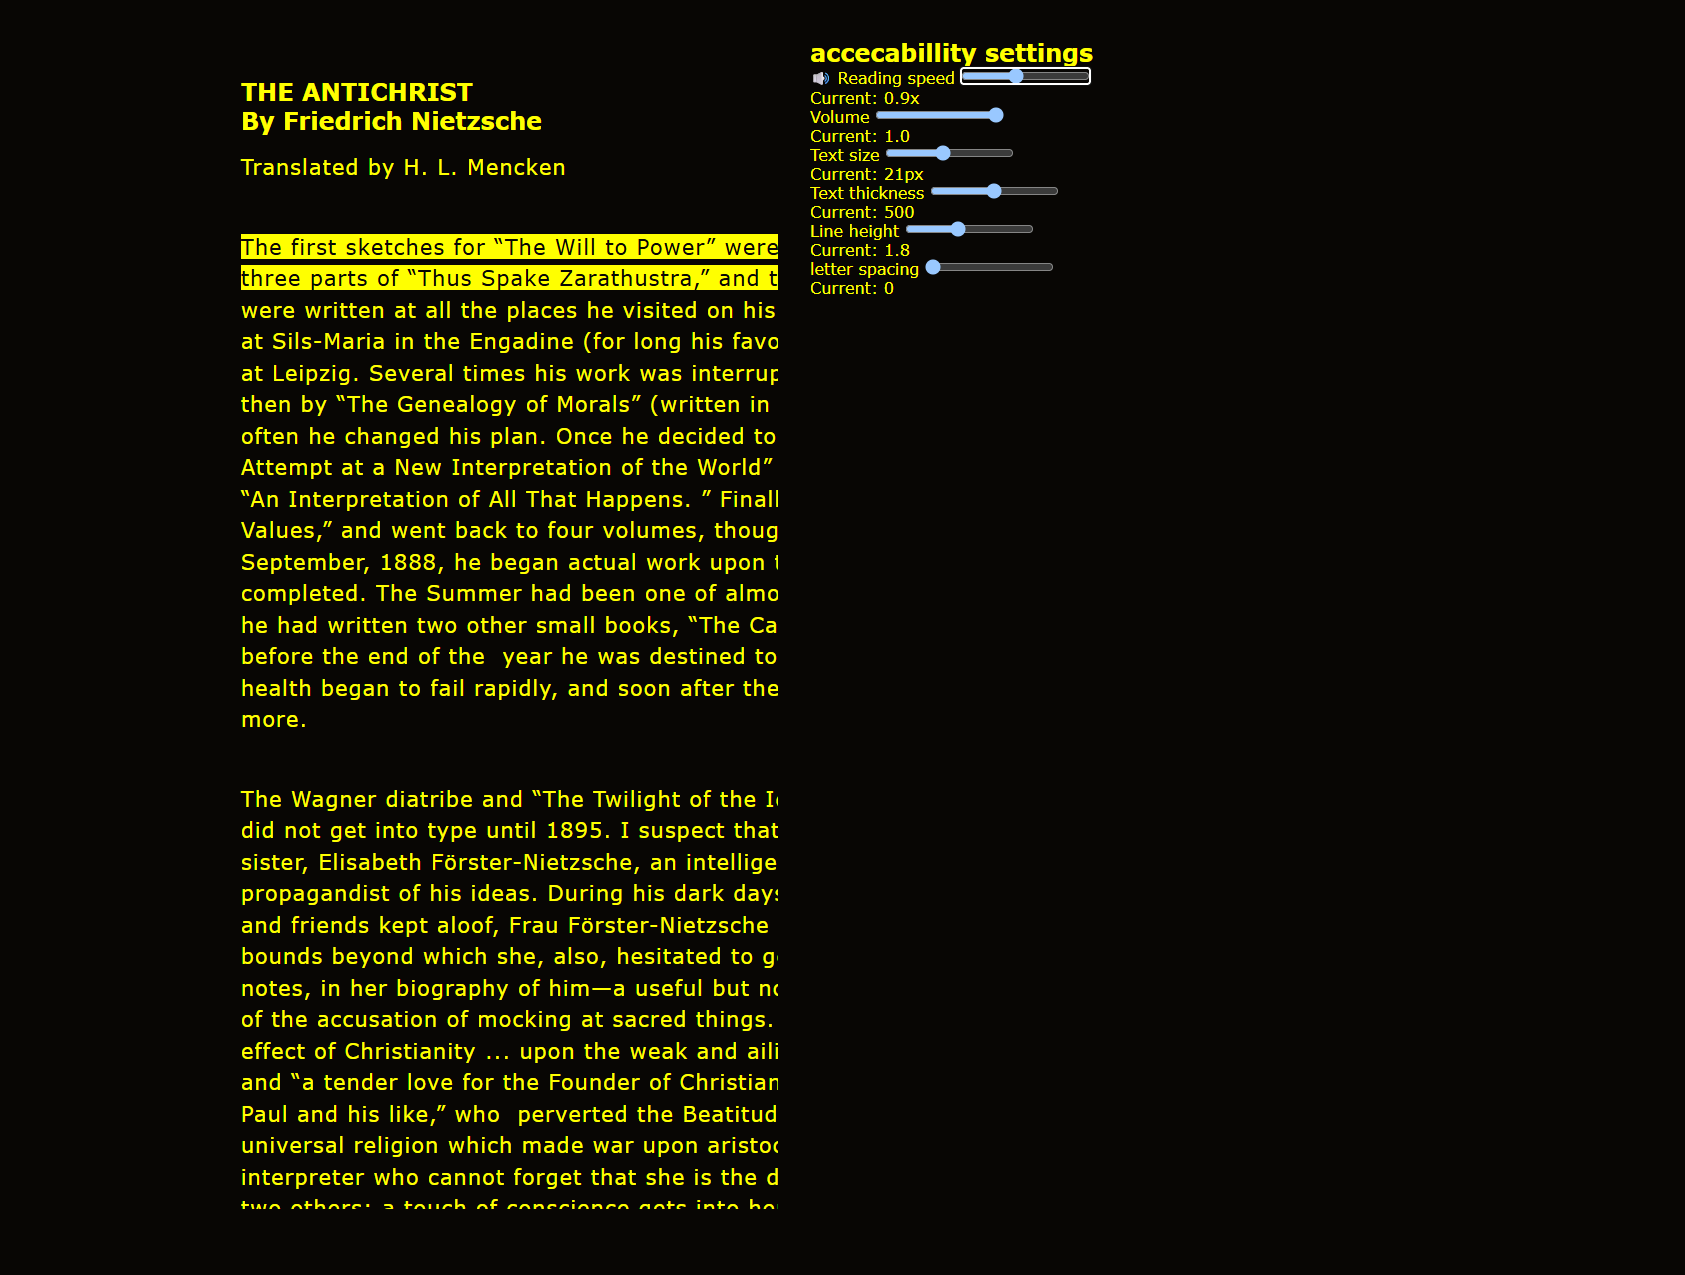 THE ANTICHRIST
By Friedrich Nietzsche
Translated by H. L. Mencken
The first sketches for “The Will to Power” were
three parts of “Thus Spake Zarathustra,” and
were written at all the places he visited on his
at Sils-Maria in the Engadine (for long his
at Leipzig. Several times his work was
then by “The Genealogy of Morals” (written in
often he changed his plan. Once he decided to
Attempt at a New Interpretation of the World”
“An Interpretation of All That Happens. ”
Values,” and went back to four volumes,
September, 1888, he began actual work upon
completed. The Summer had been one of
he had written two other small books, “The
before the end of the  year he was destined to
health began to fail rapidly, and soon after the
more.
The Wagner diatribe and “The Twilight of the
did not get into type until 1895. I suspect that
sister, Elisabeth Förster-Nietzsche, an
propagandist of his ideas. During his dark days
and friends kept aloof, Frau Förster-Nietzsche
bounds beyond which she, also, hesitated to
notes, in her biography of him—a useful but
of the accusation of mocking at sacred things.
effect of Christianity ... upon the weak and
and “a tender love for the Founder of
Paul and his like,” who  perverted the
universal religion which made war upon
interpreter who cannot forget that she is the
two others: a touch of conscience gets into
accecabillity settings
Reading speed
Current: 0.9x
Volume
Current: 1.0
Text size
Current: 21px
Text thickness
Current: 500
Line height
Current: 1.8
letter spacing
Current: 0